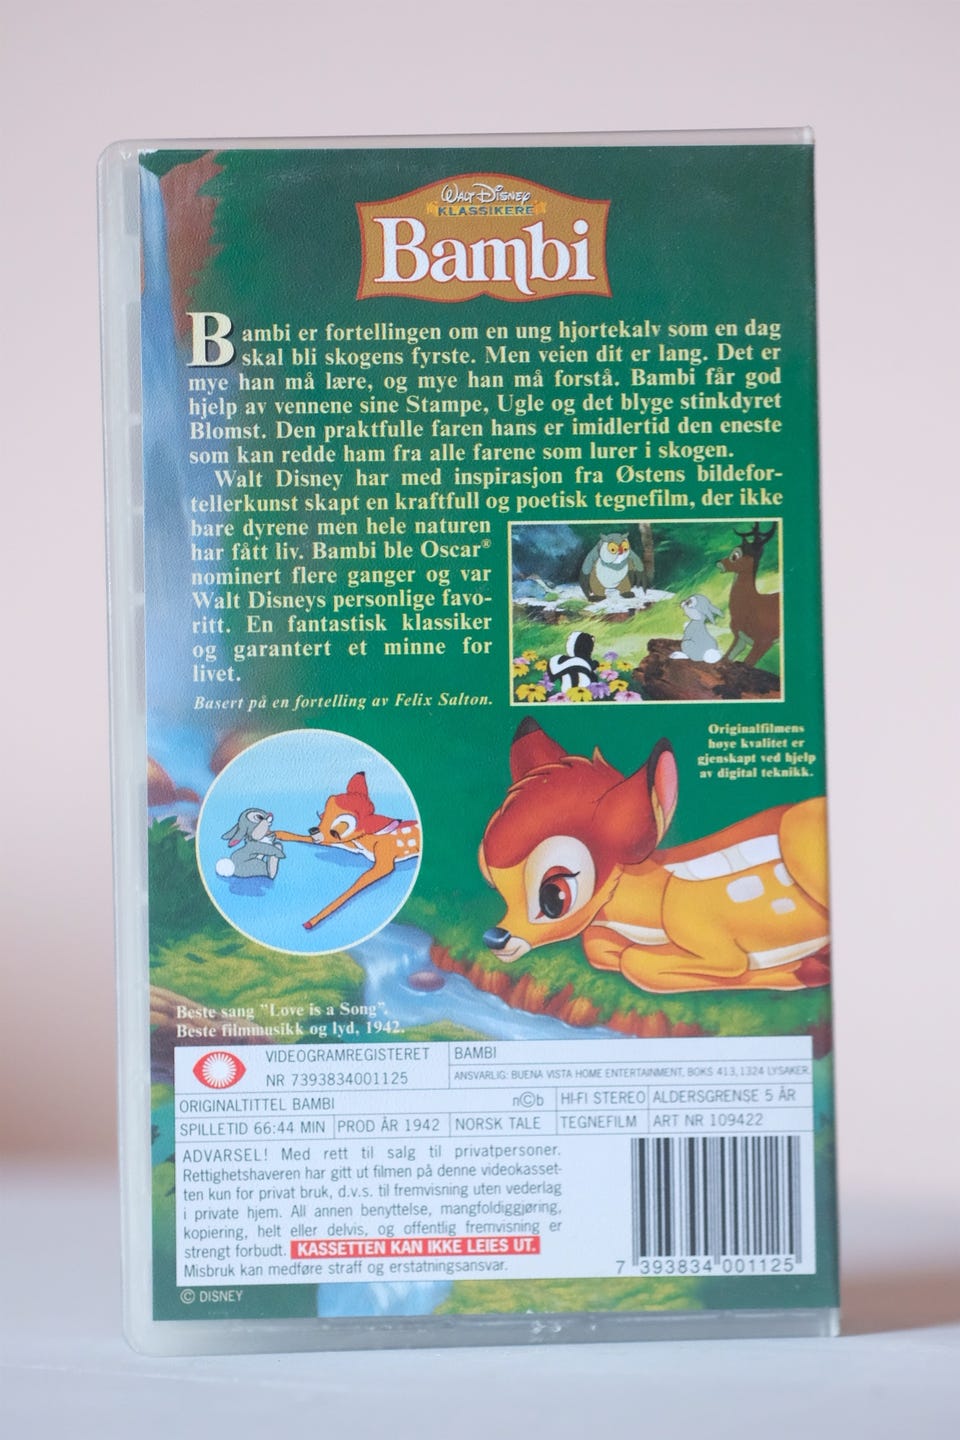 Walt Disney
KLASSIKERE
Bambi
Bambi er fortellingen om en ung hjortekalv som en dag
skal bli skogens fyrste. Men veien dit er lang. Det er
mye han må lære, og mye han må forstå. Bambi får god
hjelp av vennene sine Stampe, Ugle og det blyge stinkdyret
Blomst. Den praktfulle faren hans er imidlertid den eneste
som kan redde ham fra alle farene som lurer i skogen.
Walt Disney har med inspirasjon fra Østens bildefor-
tellerkunst skapt en kraftfull og poetisk tegnefilm, der ikke
bare dyrene men hele naturen
har fått liv. Bambi ble Oscar®
nominert flere ganger og var
Walt Disneys personlige favo-
ritt. En fantastisk klassiker
og garantert et minne for
livet.
Basert på en fortelling av Felix Salton.
Originalfilmens
høye kvalitet er
gjenskapt ved hjelp
av digital teknikk.
Beste sang "Love is a Song".
Beste filmmusikk og lyd, 1942.
VIDEOGRAMREGISTERET
NR 7393834001125
BAMBI
ANSVARLIG: BUENA VISTA HOME ENTERTAINMENT, BOKS 413, 1324 LYSAKER.
ORIGINALTITTEL BAMBI n©b HI-FI STEREO ALDERSGRENSE 5 ÅR
SPILLETID 66:44 MIN PROD ÅR 1942 NORSK TALE TEGNEFILM ART NR 109422
ADVARSEL! Med rett til salg til privatpersoner.
Rettighetshaveren har gitt ut filmen på denne videokasset-
ten kun for privat bruk, d.v.s. til fremvisning uten vederlag
i private hjem. All annen benyttelse, mangfoldiggjøring,
kopiering, helt eller delvis, og offentlig fremvisning er
strengt forbudt. KASSETTEN KAN IKKE LEIES UT.
Misbruk kan medføre straff og erstatningsansvar.
7 393834 001125
© DISNEY